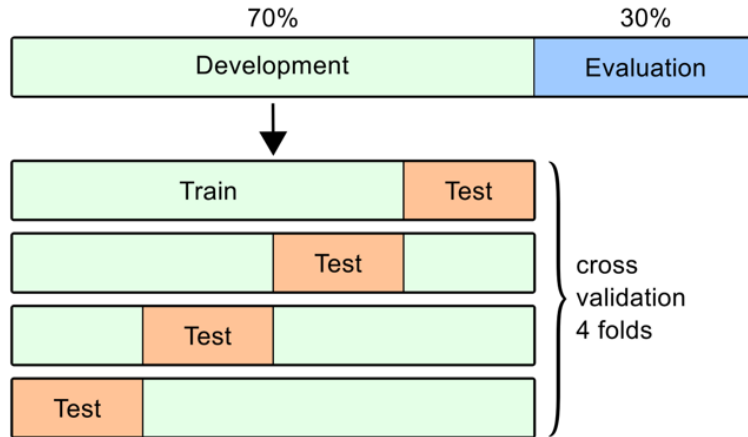 70% 30%
Development Evaluation
Train Test
Test
Test
Test
cross
validation
4 folds